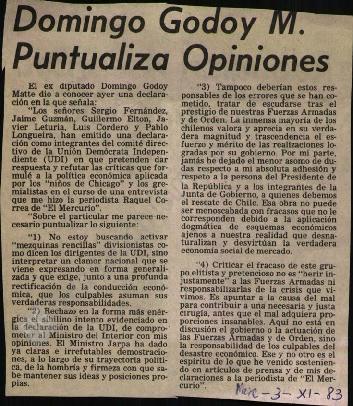 Domingo Godoy M.
Puntualiza Opiniones
El ex diputado Domingo Godoy
Matte dio a conocer ayer una declara-
ción en la que señala:
"Los señores Sergio Fernández,
Jaime Guzmán, Guillermo Elton, Ja-
vier Leturia, Luis Cordero y Pablo
Longueira, han emitido una declara-
ción como integrantes del comité direc-
tivo de la Unión Demócrata Indepen-
diente (UDI) en que pretenden dar
respuesta y refutar las críticas que for-
mulé a la política económica aplicada
por los "niños de Chicago" y los gre-
mialistas en el curso de una entrevista
que me hizo la periodista Raquel Co-
rrea de "El Mercurio".
"Sobre el particular me parece ne-
cesario puntualizar lo siguiente:
"1) No estoy buscando activar
"mezquinas rencillas" divisionistas co-
mo dicen los dirigentes de la UDI, sino
interpretar un clamor nacional que se
viene expresando en forma generali-
zada y que exige, junto a una profunda
rectificación de la conducción econó-
mica, que los culpables asuman sus
verdaderas responsabilidades.
"2) Rechazo en la forma más enér-
gica el intento evidenciado en
la declaración de la UDI, de compro-
meter al Ministro del Interior con mis
opiniones. El Ministro Jarpa ha dado
ya claras e irrefutables demostracio-
nes, a lo largo de su trayectoria política
de la hombría y firmeza con que sa-
be mantener sus ideas y posiciones pro-
pias.
"3) Tampoco deberían estos res-
ponsables de los errores que se han co-
metido, tratar de escudarse tras el
prestigio de nuestras Fuerzas Armadas
y de Orden. La inmensa mayoría de los
chilenos valora y aprecia en su verda-
dera magnitud y trascendencia el es-
fuerzo y mérito de las realizaciones lo-
gradas por su gobierno. Por mi parte,
jamás he dejado el menor asomo de du-
das respecto a mi absoluta adhesión y
respeto a la persona del Presidente de
la República y a los integrantes de la
Junta de Gobierno, a quienes debemos
el rescate de Chile. Esa obra no puede
ser menoscabada con fracasos que no le
corresponden debido a la aplicación
dogmática de esquemas económicos
ajenos a nuestra realidad que desna-
turalizan y desvirtúan la verdadera
economía social de mercado.
"4) Criticar el fracaso de este gru-
po elitista y pretencioso no es "herir in-
justamente" a las Fuerzas Armadas ni
responsabilizarlas de la crisis que vi-
vimos. Es apuntar a la causa del mal
para contribuir a una necesaria y justa
cirugía, antes que el mal adquiera pro-
porciones insanables. Aquí no está en
discusión el gobierno o la actuación de
las Fuerzas Armadas y de Orden, sino
la responsabilidad de los culpables del
desastre económico. Ese y no otro es el
espíritu de lo que he venido sostenien-
do en artículos de prensa y de mis de-
claraciones a la periodista de "El Mer-
curio".
Merc - 3 - XI - 83